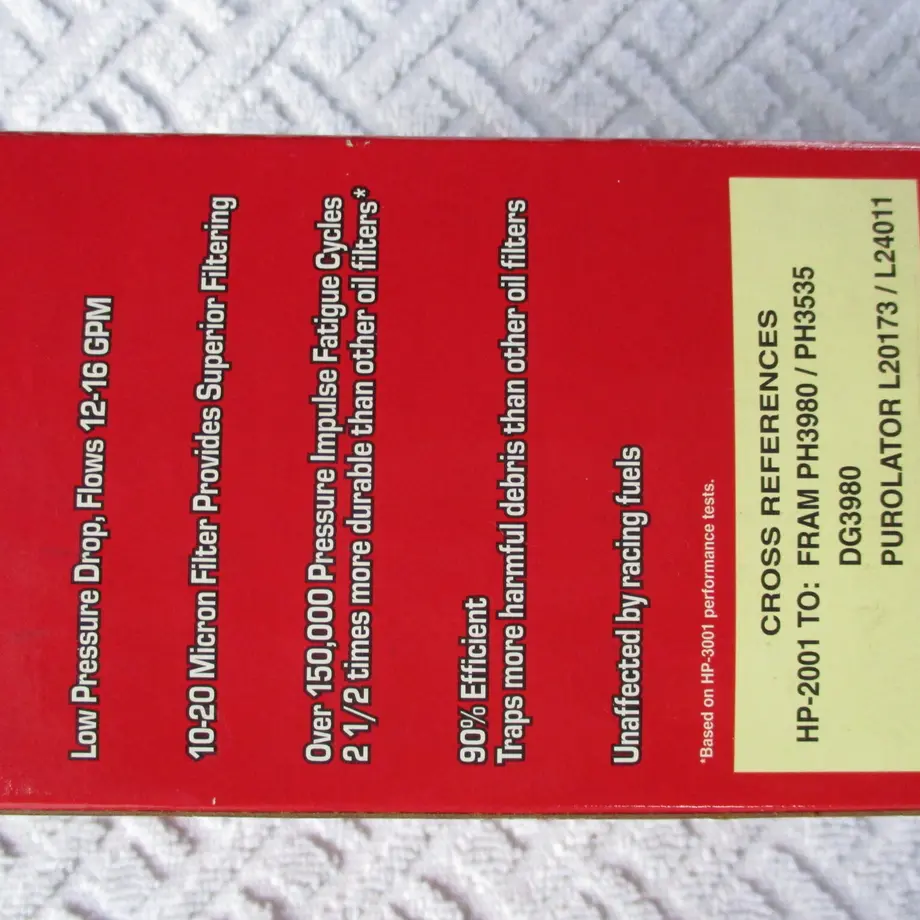 Low Pressure Drop, Flows 12-16 GPM
10-20 Micron Filter Provides Superior Filtering
Over 150,000 Pressure Impulse Fatigue Cycles
2 1/2 times more durable than other oil filters*
90% Efficient
Traps more harmful debris than other oil filters
Unaffected by racing fuels
*Based on HP-3001 performance tests.
CROSS REFERENCES
HP-2001 TO: FRAM PH3980 / PH3535
DG3980
PUROLATOR L20173 / L24011